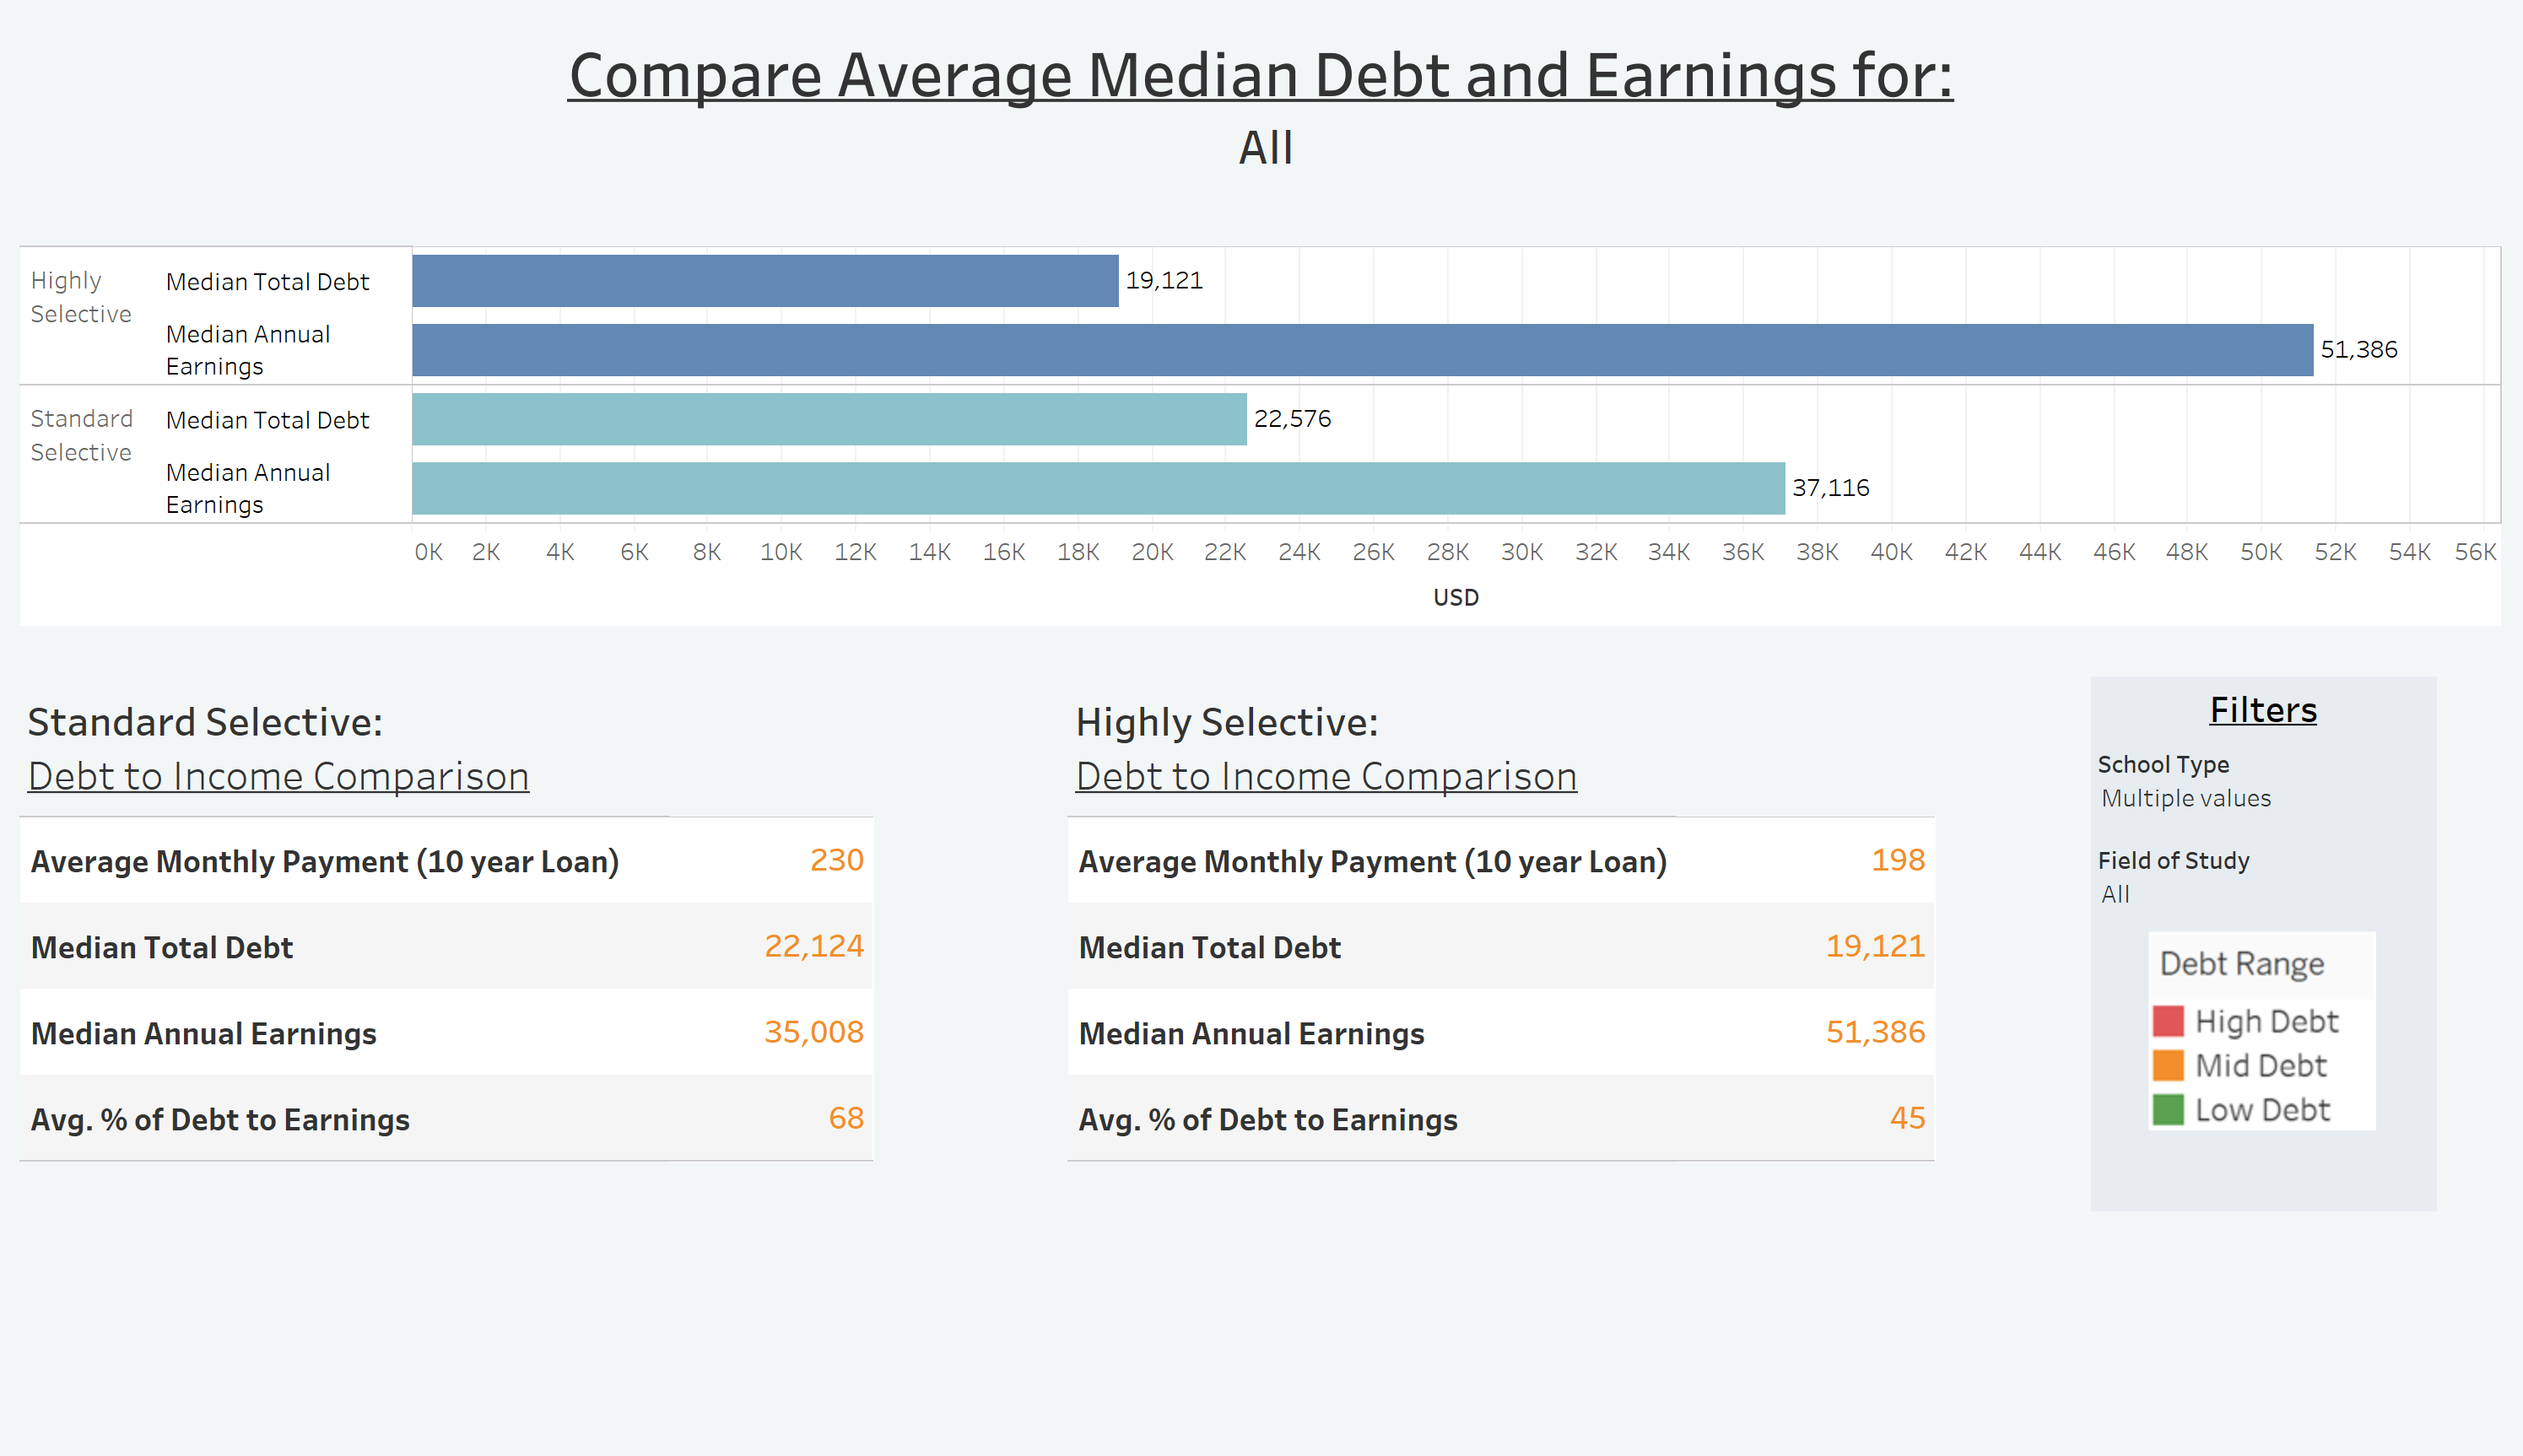 Compare Average Median Debt and Earnings for:
All
Highly
Selective
Median Total Debt
19,121
Median Annual
Earnings
51,386
Standard
Selective
Median Total Debt
22,576
Median Annual
Earnings
37,116
0K 2K 4K 6K 8K 10K 12K 14K 16K 18K 20K 22K 24K 26K 28K 30K 32K 34K 36K 38K 40K 42K 44K 46K 48K 50K 52K 54K 56K
USD
Standard Selective:
Debt to Income Comparison
Average Monthly Payment (10 year Loan) 230
Median Total Debt 22,124
Median Annual Earnings 35,008
Avg. % of Debt to Earnings 68
Highly Selective:
Debt to Income Comparison
Average Monthly Payment (10 year Loan) 198
Median Total Debt 19,121
Median Annual Earnings 51,386
Avg. % of Debt to Earnings 45
Filters
School Type
Multiple values
Field of Study
All
Debt Range
High Debt
Mid Debt
Low Debt